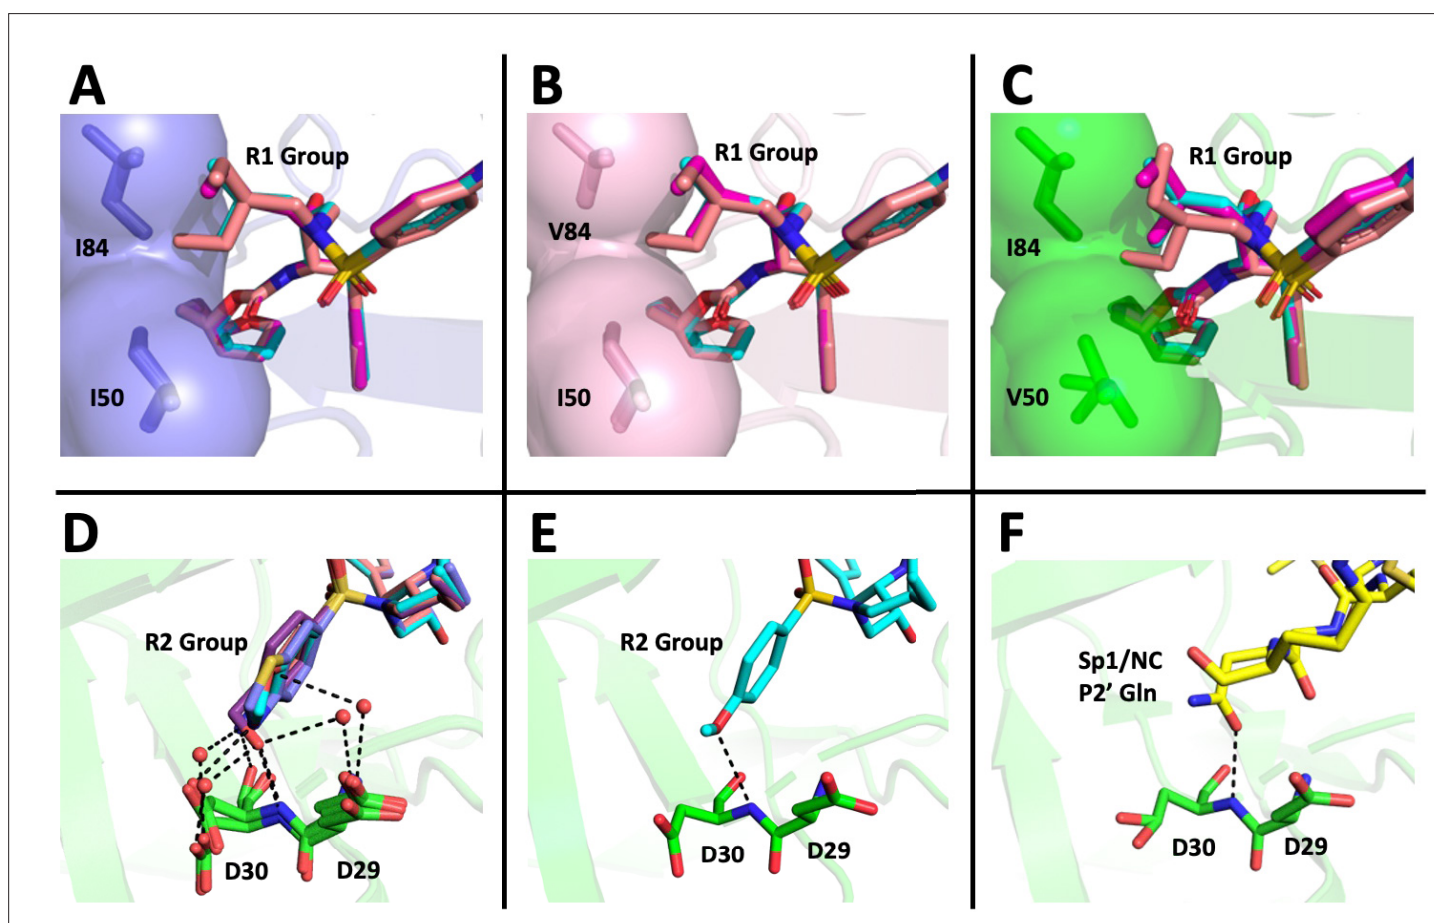 A
R1 Group
I84
I50
B
R1 Group
V84
I50
C
R1 Group
I84
V50
D
R2 Group
D30
D29
E
R2 Group
D30
D29
F
Sp1/NC
P2’ Gln
D30
D29